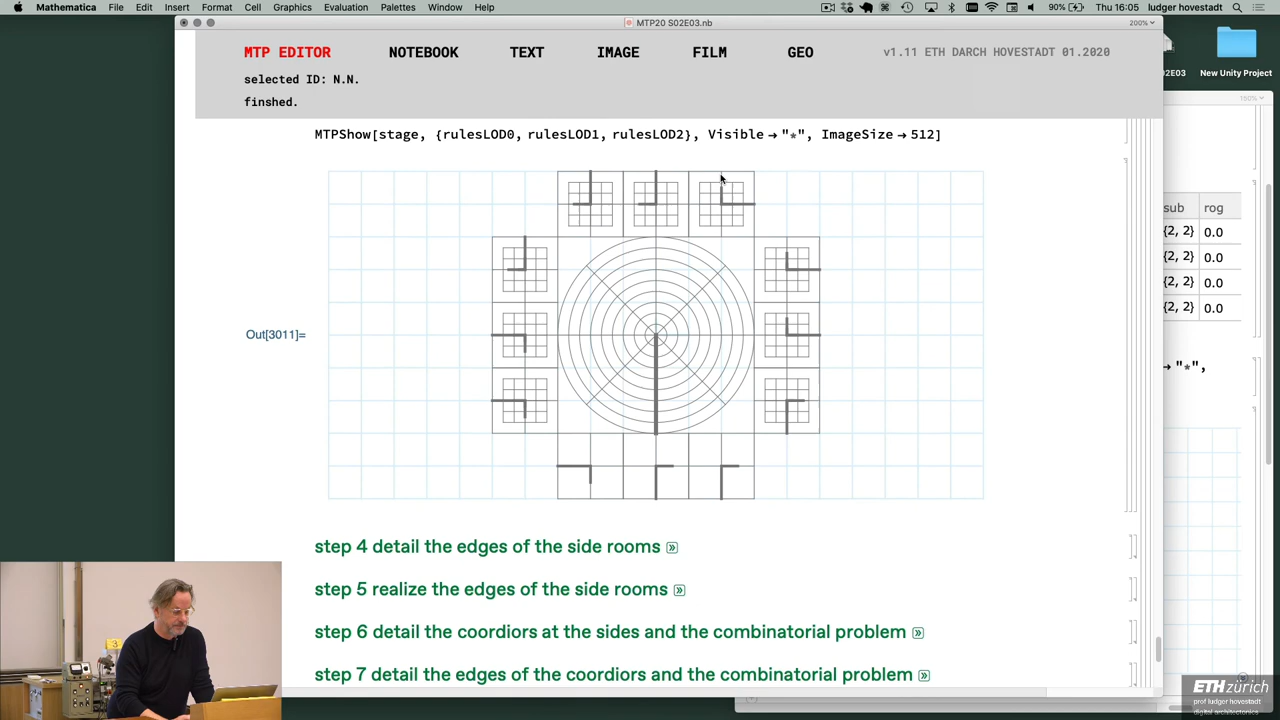 Mathematica File Edit Insert Format Cell Graphics Evaluation Palettes Window Help 90% Thu 16:05 ludger hovestadt
MTP20 S02E03.nb
200%
MTP EDITOR NOTEBOOK TEXT IMAGE FILM GEO v1.11 ETH DARCH HOVESTADT 01.2020
selected ID: N.N.
finshed.
02E03 New Unity Project
150%
MTPShow[stage, {rulesLOD0, rulesLOD1, rulesLOD2}, Visible→"*", ImageSize→512]
sub rog
{2, 2} 0.0
{2, 2} 0.0
{2, 2} 0.0
{2, 2} 0.0
Out[3011]=
→"*",
step 4 detail the edges of the side rooms
step 5 realize the edges of the side rooms
step 6 detail the coordiors at the sides and the combinatorial problem
step 7 detail the edges of the coordiors and the combinatorial problem
3
ETH zürich
prof ludger hovestadt
digital architectonics